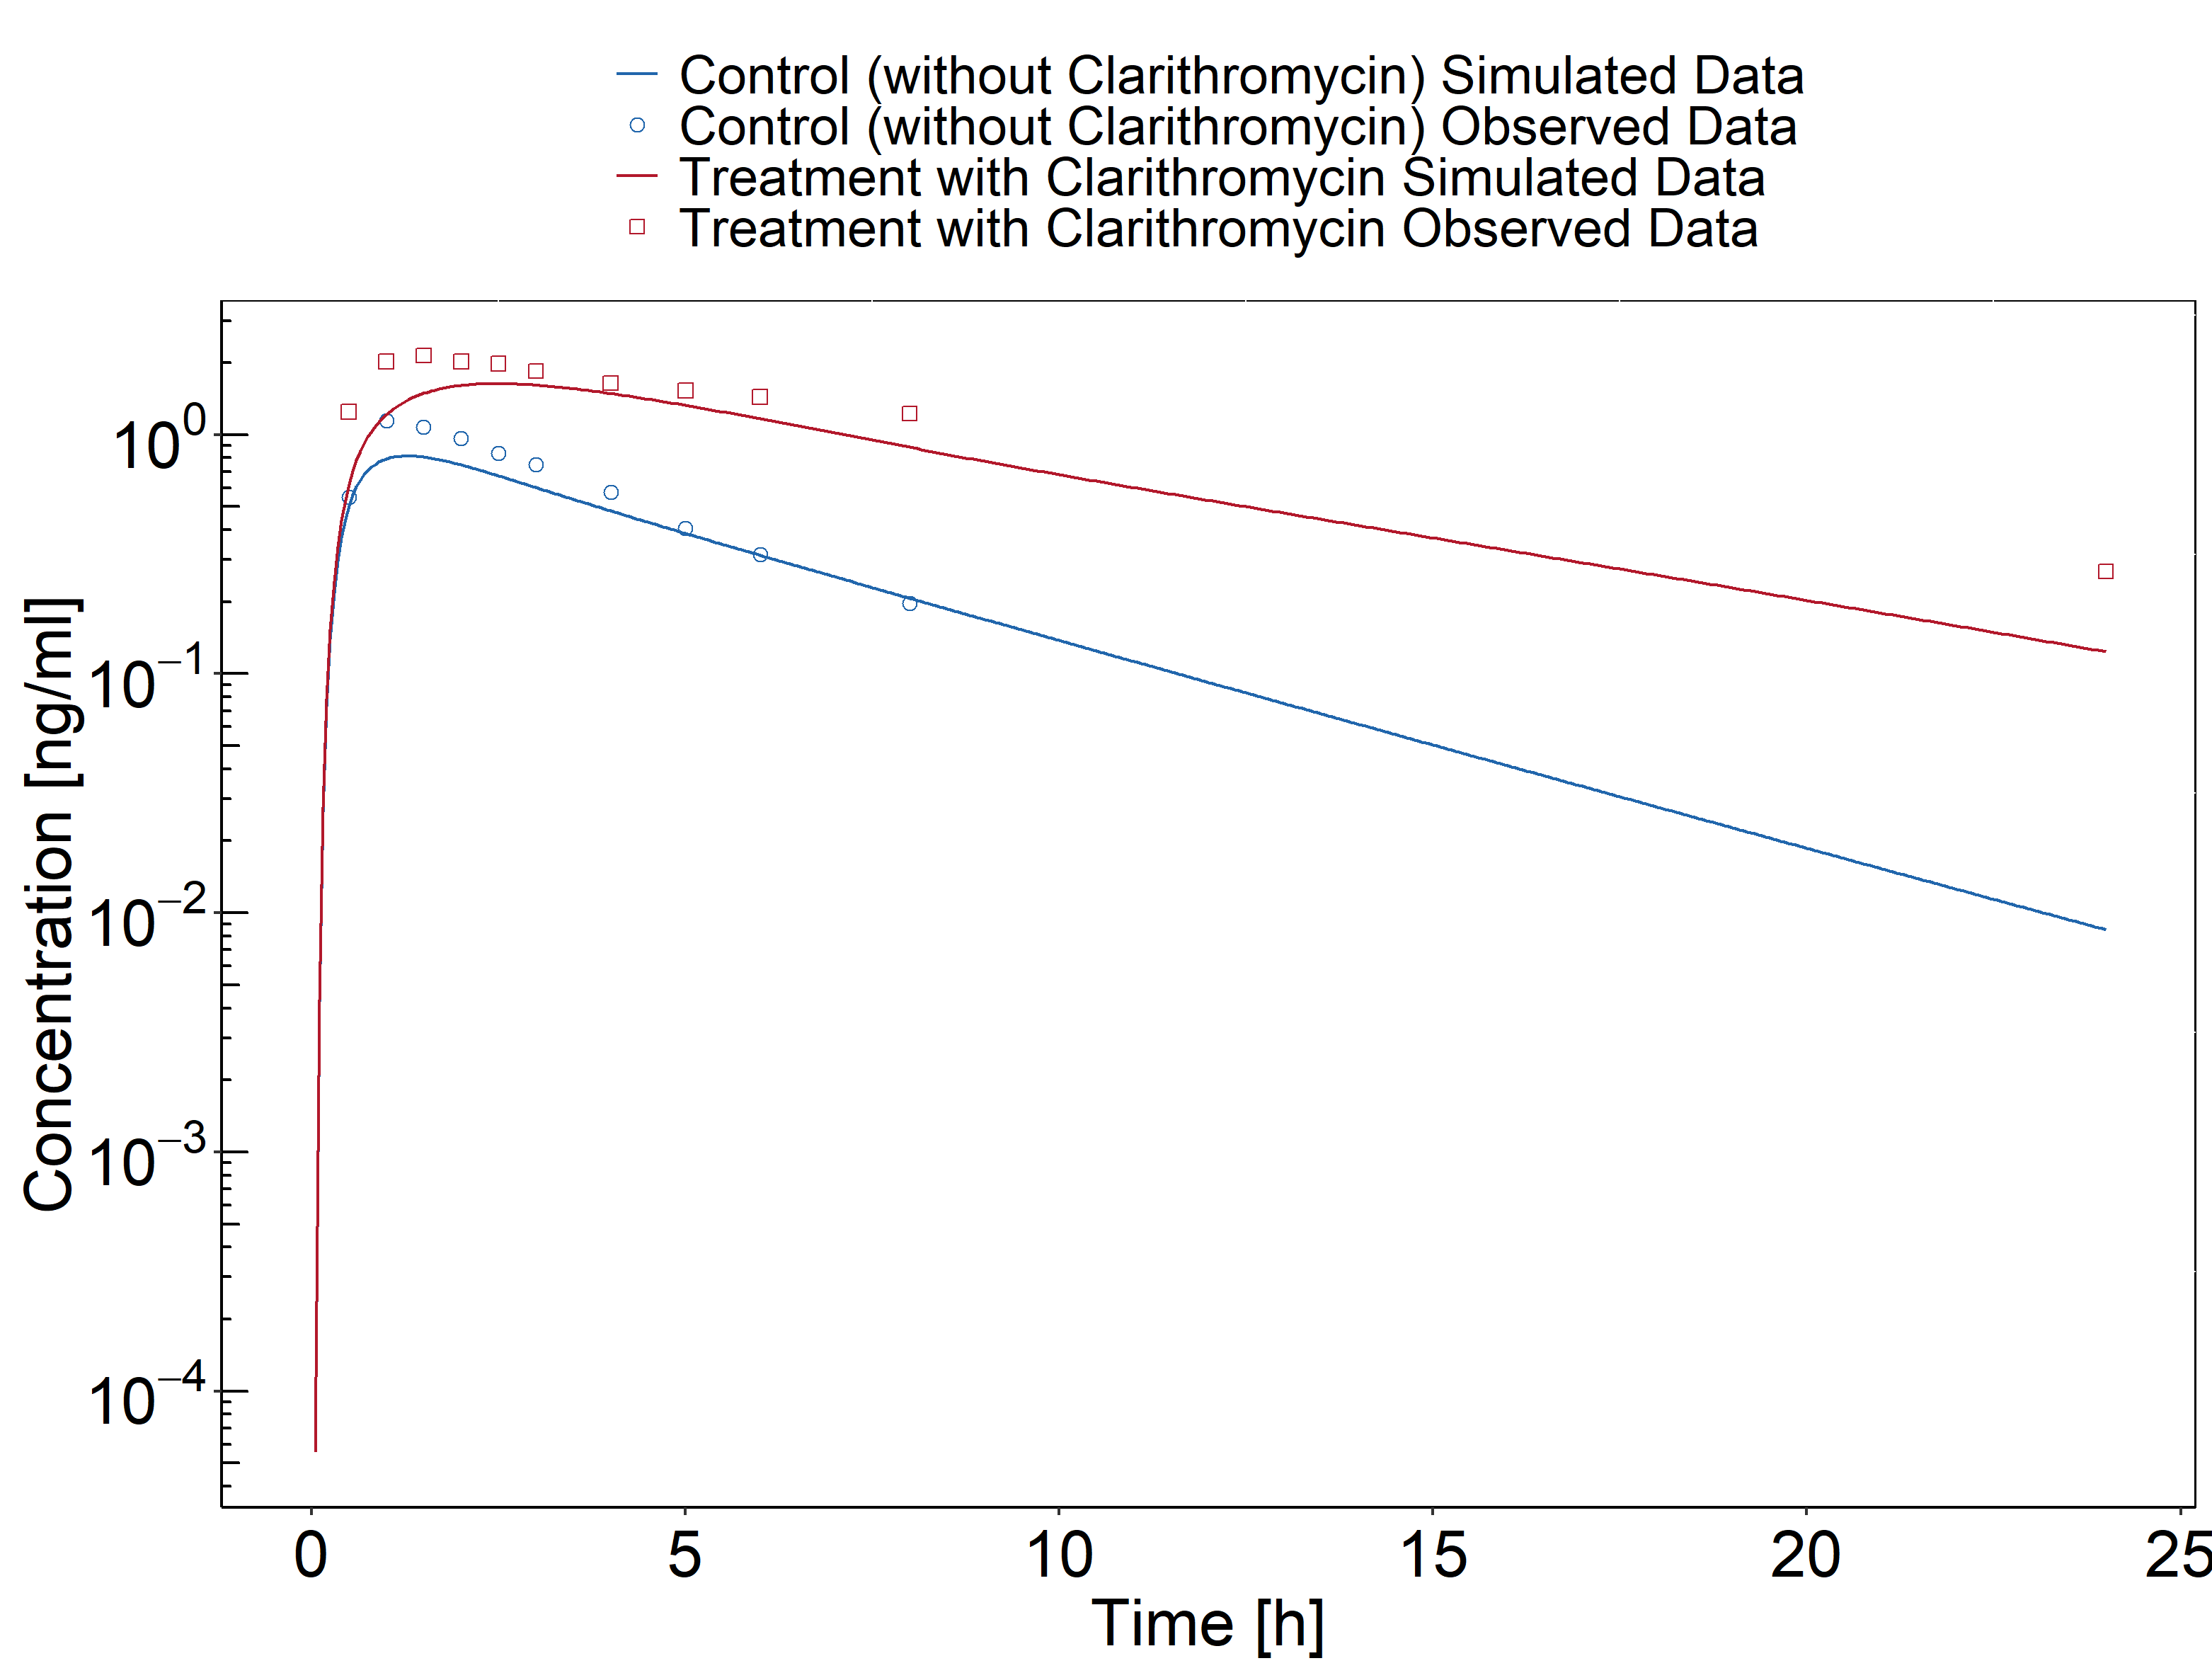 Control (without Clarithromycin) Simulated Data
Control (without Clarithromycin) Observed Data
Treatment with Clarithromycin Simulated Data
Treatment with Clarithromycin Observed Data
10⁰
10⁻¹
10⁻²
10⁻³
10⁻⁴
Concentration [ng/ml]
0 5 10 15 20 25
Time [h]